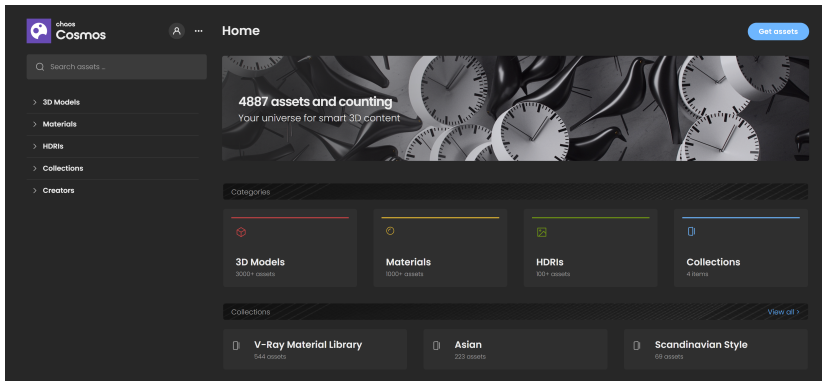 chaos
Cosmos
Home
Get assets
Search assets ...
3D Models
Materials
HDRIs
Collections
Creators
4887 assets and counting
Your universe for smart 3D content
Categories
3D Models
3000+ assets
Materials
1000+ assets
HDRIs
100+ assets
Collections
4 items
Collections
View all >
V-Ray Material Library
544 assets
Asian
223 assets
Scandinavian Style
69 assets